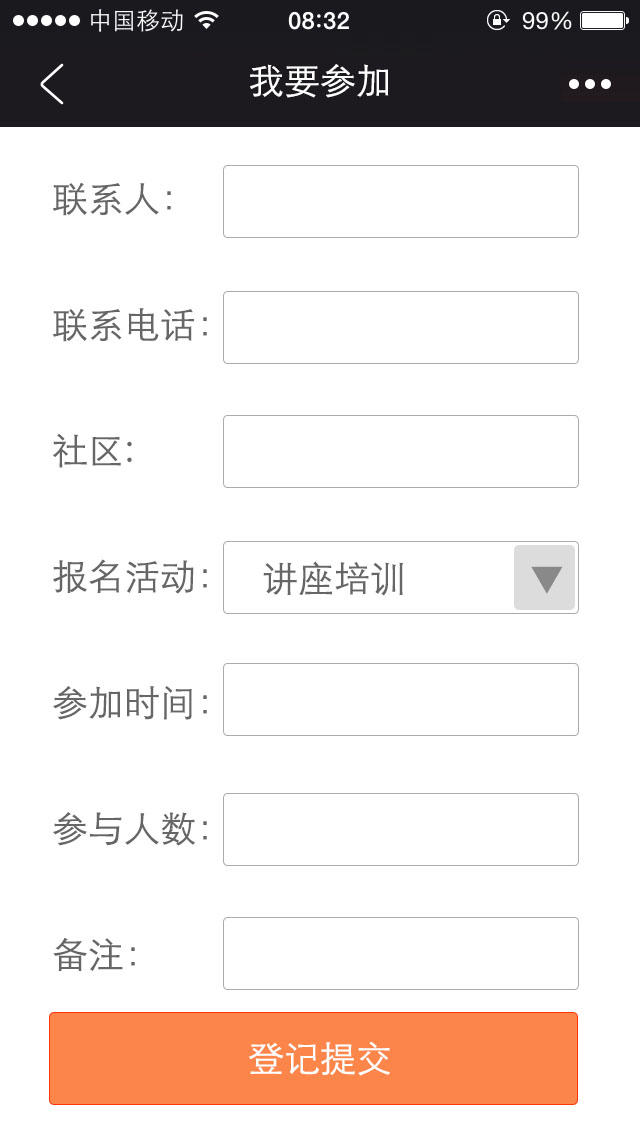 中国移动 08:32 99%
我要参加
联系人：
联系电话：
社区：
报名活动： 讲座培训
参加时间：
参与人数：
备注：
登记提交